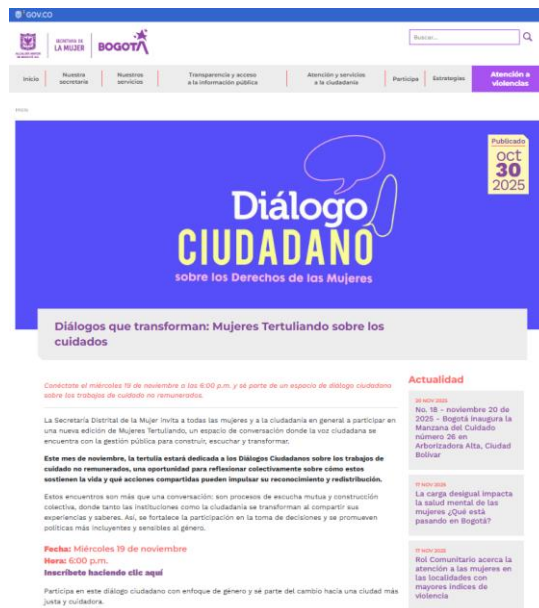 GOV.CO
SECRETARÍA DE
LA MUJER
BOGOTÁ
Buscar...
Inicio
Nuestra
secretaría
Nuestros
servicios
Transparencia y acceso
a la información pública
Atención y servicios
a la ciudadanía
Participa
Estrategias
Atención a
violencias
Inicio
Publicado
oct
30
2025
Diálogo
CIUDADANO
sobre los Derechos de las Mujeres
Diálogos que transforman: Mujeres Tertuliando sobre los
cuidados
Conéctate el miércoles 19 de noviembre a las 6:00 p.m. y sé parte de un espacio de diálogo ciudadano
sobre los trabajos de cuidado no remunerados.
La Secretaría Distrital de la Mujer invita a todas las mujeres y a la ciudadanía en general a participar en
una nueva edición de Mujeres Tertuliando, un espacio de conversación donde la voz ciudadana se
encuentra con la gestión pública para construir, escuchar y transformar.
Este mes de noviembre, la tertulia estará dedicada a los Diálogos Ciudadanos sobre los trabajos de
cuidado no remunerados, una oportunidad para reflexionar colectivamente sobre cómo estos
sostienen la vida y qué acciones compartidas pueden impulsar su reconocimiento y redistribución.
Estos encuentros son más que una conversación: son procesos de escucha mutua y construcción
colectiva, donde tanto las instituciones como la ciudadanía se transforman al compartir sus
experiencias y saberes. Así, se fortalece la participación en la toma de decisiones y se promueven
políticas más incluyentes y sensibles al género.
Fecha: Miércoles 19 de noviembre
Hora: 6:00 p.m.
Inscríbete haciendo clic aquí
Participa en este diálogo ciudadano con enfoque de género y sé parte del cambio hacia una ciudad más
justa y cuidadora.
Actualidad
20 NOV 2025
No. 18 - noviembre 20 de
2025 - Bogotá inaugura la
Manzana del Cuidado
número 26 en
Arborizadora Alta, Ciudad
Bolívar
17 NOV 2025
La carga desigual impacta
la salud mental de las
mujeres ¿Qué está
pasando en Bogotá?
17 NOV 2025
Rol Comunitario acerca la
atención a las mujeres en
las localidades con
mayores índices de
violencia